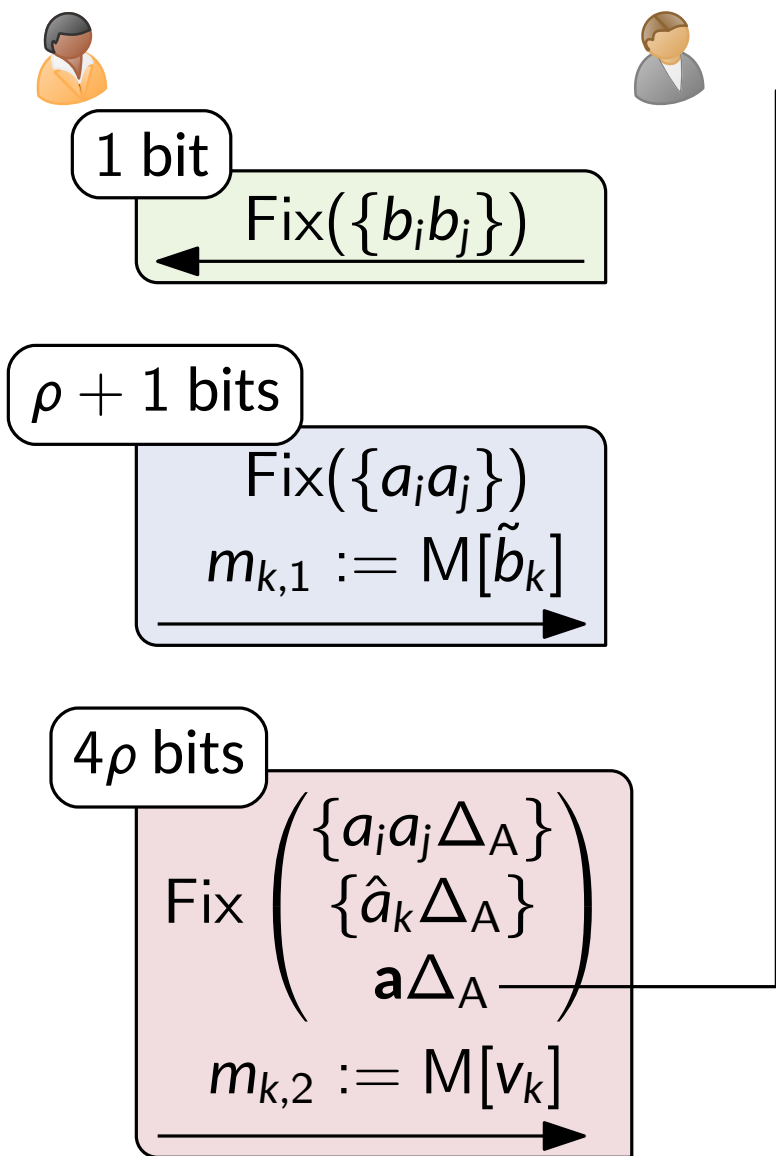 1 bit
Fix({b_i b_j})
ρ + 1 bits
Fix({a_i a_j})
m_{k,1} := M[b̃_k]
4ρ bits
{a_i a_j Δ_A}
Fix ({â_k Δ_A})
𝐚Δ_A
m_{k,2} := M[v_k]